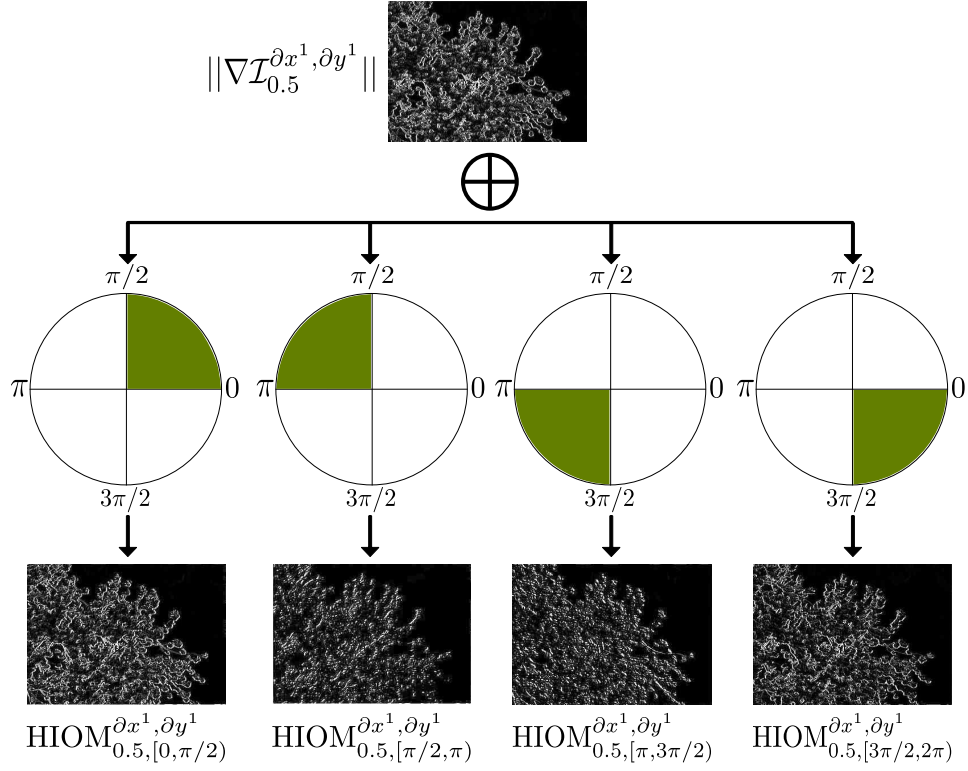 ||∇ℐ_{0.5}^{∂x^1,∂y^1}||
π/2 π/2 π/2 π/2
π 0 π 0 π 0 π 0
3π/2 3π/2 3π/2 3π/2
HIOM_{0.5,[0,π/2)}^{∂x^1,∂y^1} HIOM_{0.5,[π/2,π)}^{∂x^1,∂y^1} HIOM_{0.5,[π,3π/2)}^{∂x^1,∂y^1} HIOM_{0.5,[3π/2,2π)}^{∂x^1,∂y^1}